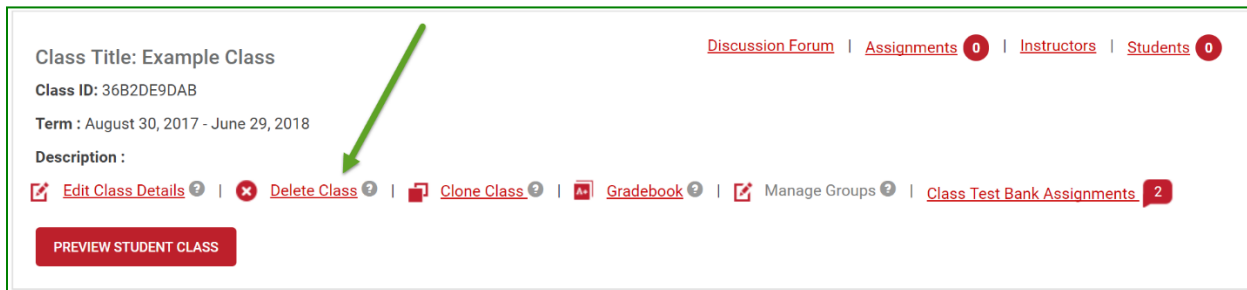 Discussion Forum | Assignments 0 | Instructors | Students 0
Class Title: Example Class
Class ID: 36B2DE9DAB
Term : August 30, 2017 - June 29, 2018
Description :
Edit Class Details ? | Delete Class ? | Clone Class ? | A+ Gradebook ? | Manage Groups ? | Class Test Bank Assignments 2
PREVIEW STUDENT CLASS